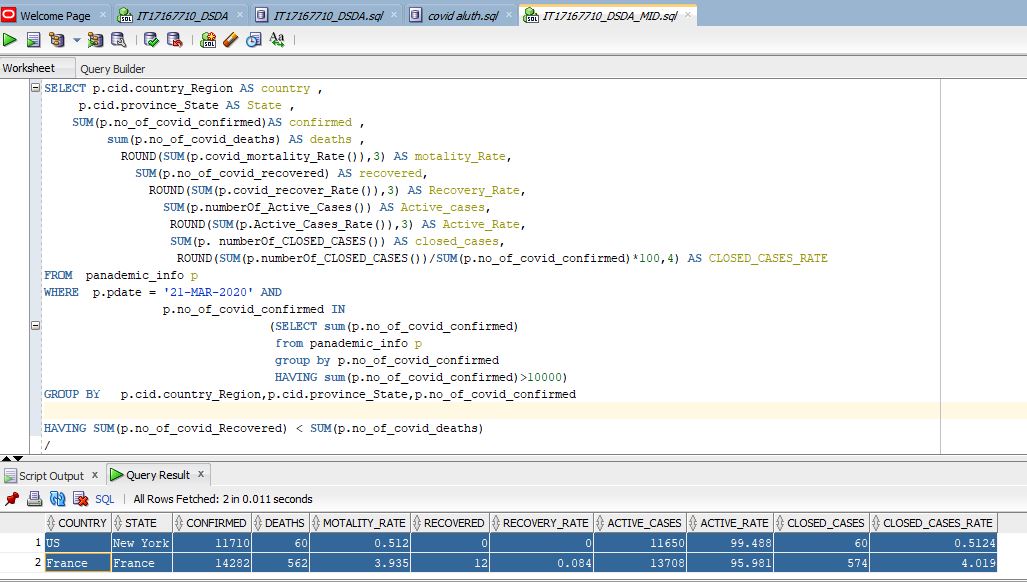 Welcome Page
IT17167710_DSDA
IT17167710_DSDA.sql
covid aluth.sql
IT17167710_DSDA_MID.sql
Worksheet Query Builder
SELECT p.cid.country_Region AS country ,
p.cid.province_State AS State ,
SUM(p.no_of_covid_confirmed)AS confirmed ,
sum(p.no_of_covid_deaths) AS deaths ,
ROUND(SUM(p.covid_mortality_Rate()),3) AS motality_Rate,
SUM(p.no_of_covid_recovered) AS recovered,
ROUND(SUM(p.covid_recover_Rate()),3) AS Recovery_Rate,
SUM(p.numberOf_Active_Cases()) AS Active_cases,
ROUND(SUM(p.Active_Cases_Rate()),3) AS Active_Rate,
SUM(p. numberOf_CLOSED_CASES()) AS closed_cases,
ROUND(SUM(p.numberOf_CLOSED_CASES())/SUM(p.no_of_covid_confirmed)*100,4) AS CLOSED_CASES_RATE
FROM panademic_info p
WHERE p.pdate = '21-MAR-2020' AND
p.no_of_covid_confirmed IN
(SELECT sum(p.no_of_covid_confirmed)
from panademic_info p
group by p.no_of_covid_confirmed
HAVING sum(p.no_of_covid_confirmed)>10000)
GROUP BY p.cid.country_Region,p.cid.province_State,p.no_of_covid_confirmed
HAVING SUM(p.no_of_covid_Recovered) < SUM(p.no_of_covid_deaths)
/
Script Output x Query Result x
SQL | All Rows Fetched: 2 in 0.011 seconds
COUNTRY STATE CONFIRMED DEATHS MOTALITY_RATE RECOVERED RECOVERY_RATE ACTIVE_CASES ACTIVE_RATE CLOSED_CASES CLOSED_CASES_RATE
1 US New York 11710 60 0.512 0 0 11650 99.488 60 0.5124
2 France France 14282 562 3.935 12 0.084 13708 95.981 574 4.019